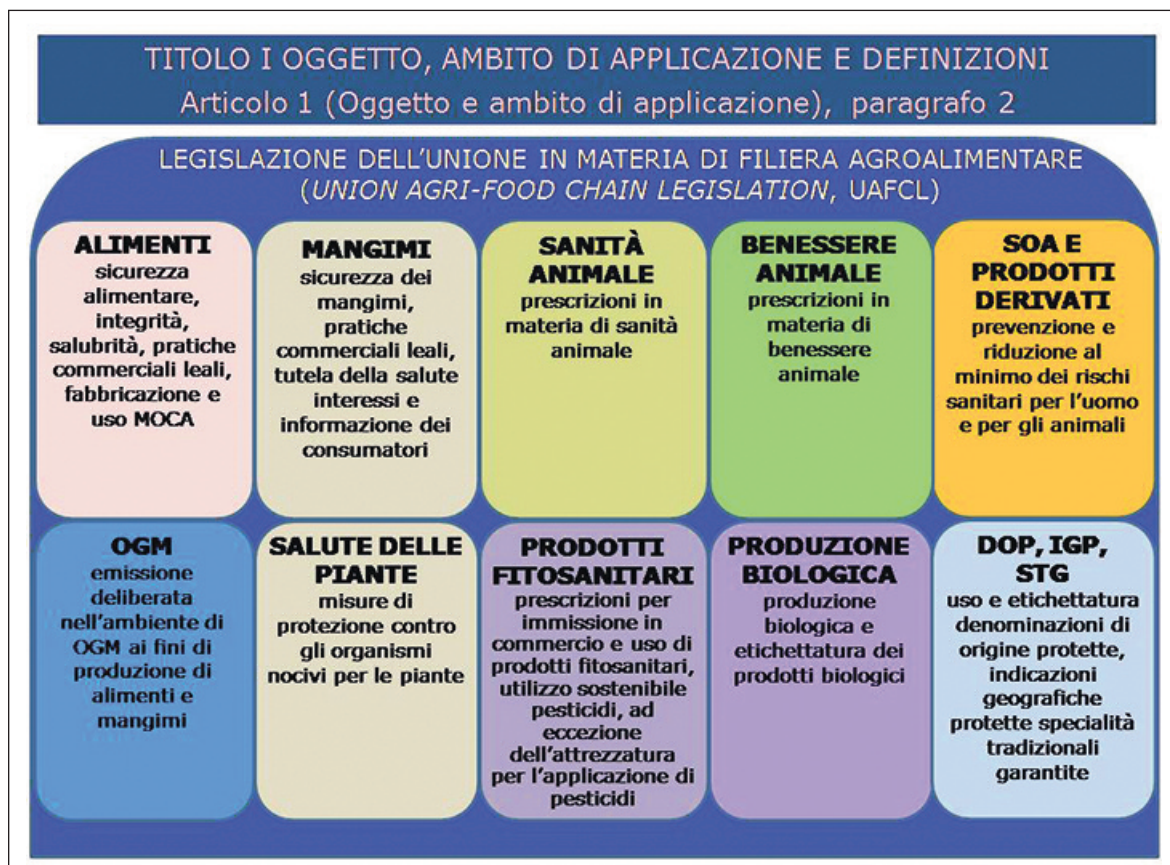 TITOLO I OGGETTO, AMBITO DI APPLICAZIONE E DEFINIZIONI
Articolo 1 (Oggetto e ambito di applicazione), paragrafo 2
LEGISLAZIONE DELL'UNIONE IN MATERIA DI FILIERA AGROALIMENTARE
(UNION AGRI-FOOD CHAIN LEGISLATION, UAFCL)
ALIMENTI
sicurezza
alimentare,
integrità,
salubrità, pratiche
commerciali leali,
fabbricazione e
uso MOCA
MANGIMI
sicurezza dei
mangimi,
pratiche
commerciali leali,
tutela della salute
interessi e
informazione dei
consumatori
SANITÀ
ANIMALE
prescrizioni in
materia di sanità
animale
BENESSERE
ANIMALE
prescrizioni in
materia di
benessere
animale
SOA E
PRODOTTI
DERIVATI
prevenzione e
riduzione al
minimo dei rischi
sanitari per l'uomo
e per gli animali
OGM
emissione
deliberata
nell'ambiente di
OGM ai fini di
produzione di
alimenti e
mangimi
SALUTE DELLE
PIANTE
misure di
protezione contro
gli organismi
nocivi per le piante
PRODOTTI
FITOSANITARI
prescrizioni per
immissione in
commercio e uso di
prodotti fitosanitari,
utilizzo sostenibile
pesticidi, ad
eccezione
dell'attrezzatura
per l'applicazione di
pesticidi
PRODUZIONE
BIOLOGICA
produzione
biologica e
etichettatura dei
prodotti biologici
DOP, IGP,
STG
uso e etichettatura
denominazioni di
origine protette,
indicazioni
geografiche
protette specialità
tradizionali
garantite